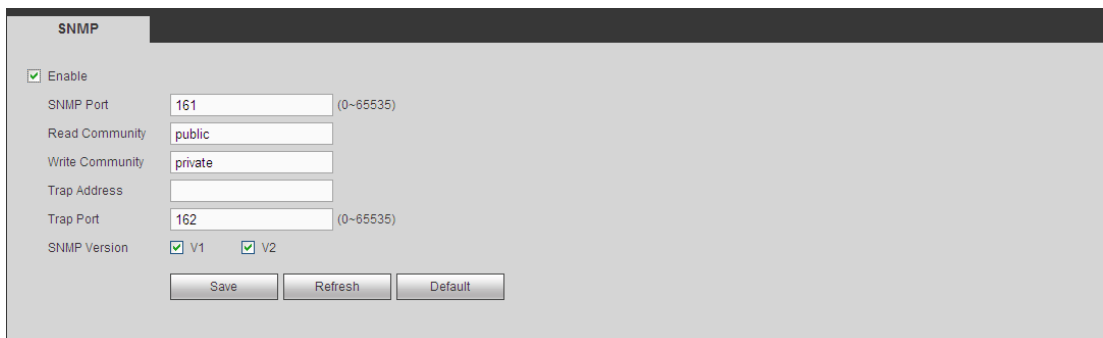 SNMP
Enable
SNMP Port 161 (0~65535)
Read Community public
Write Community private
Trap Address
Trap Port 162 (0~65535)
SNMP Version V1 V2
Save Refresh Default